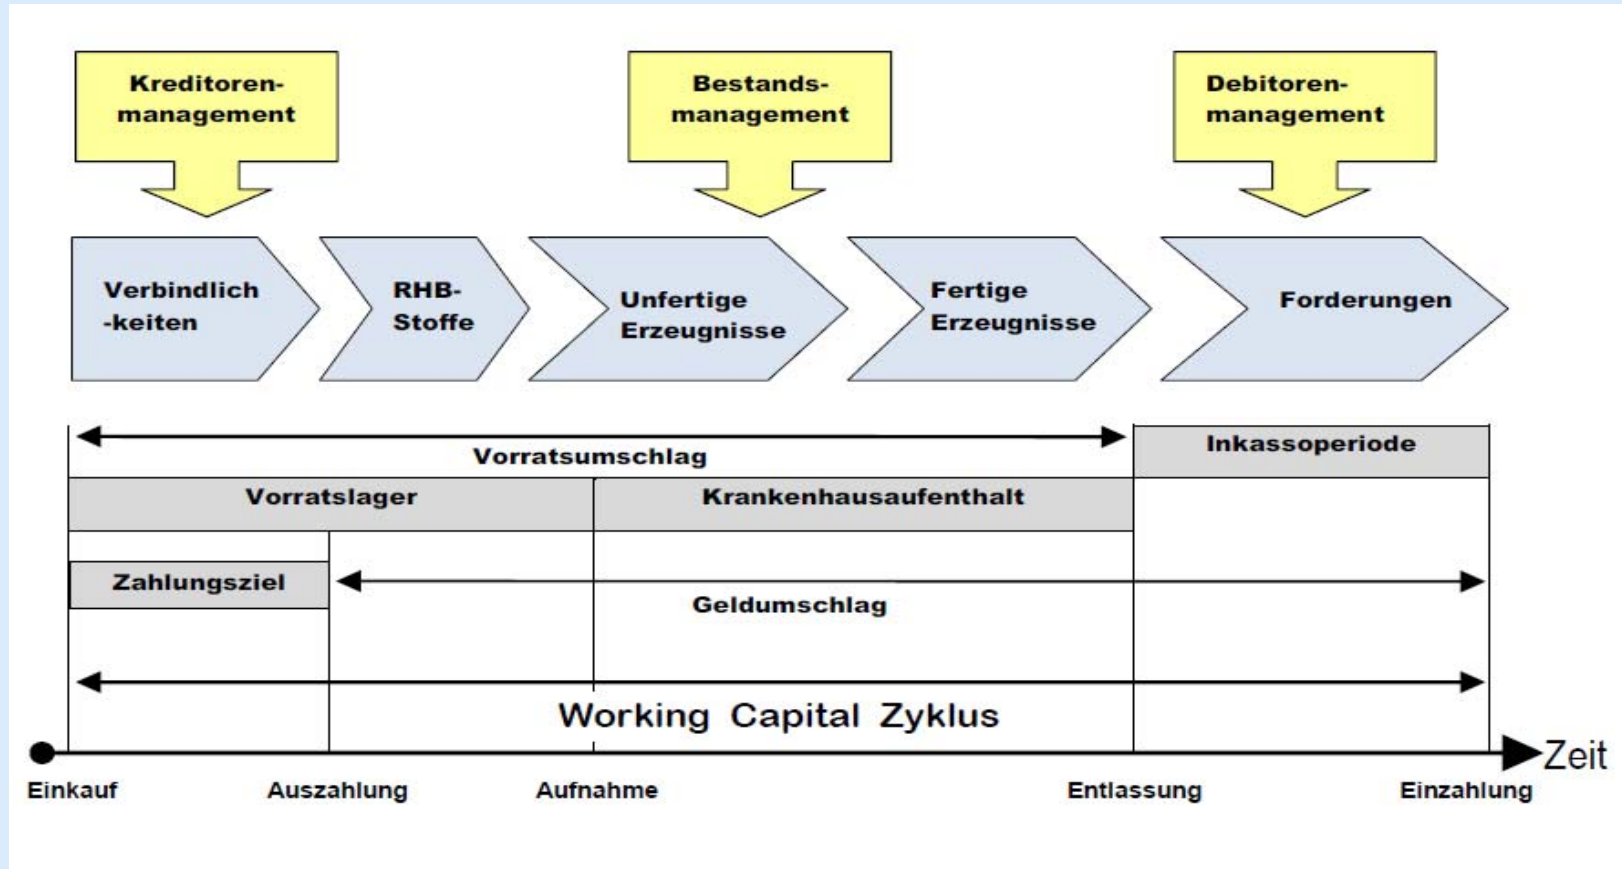 Kreditoren-
management
Bestands-
management
Debitoren-
management
Verbindlich
-keiten
RHB-
Stoffe
Unfertige
Erzeugnisse
Fertige
Erzeugnisse
Forderungen
Vorratsumschlag
Inkassoperiode
Vorratslager
Krankenhausaufenthalt
Zahlungsziel
Geldumschlag
Working Capital Zyklus
Zeit
Einkauf
Auszahlung
Aufnahme
Entlassung
Einzahlung